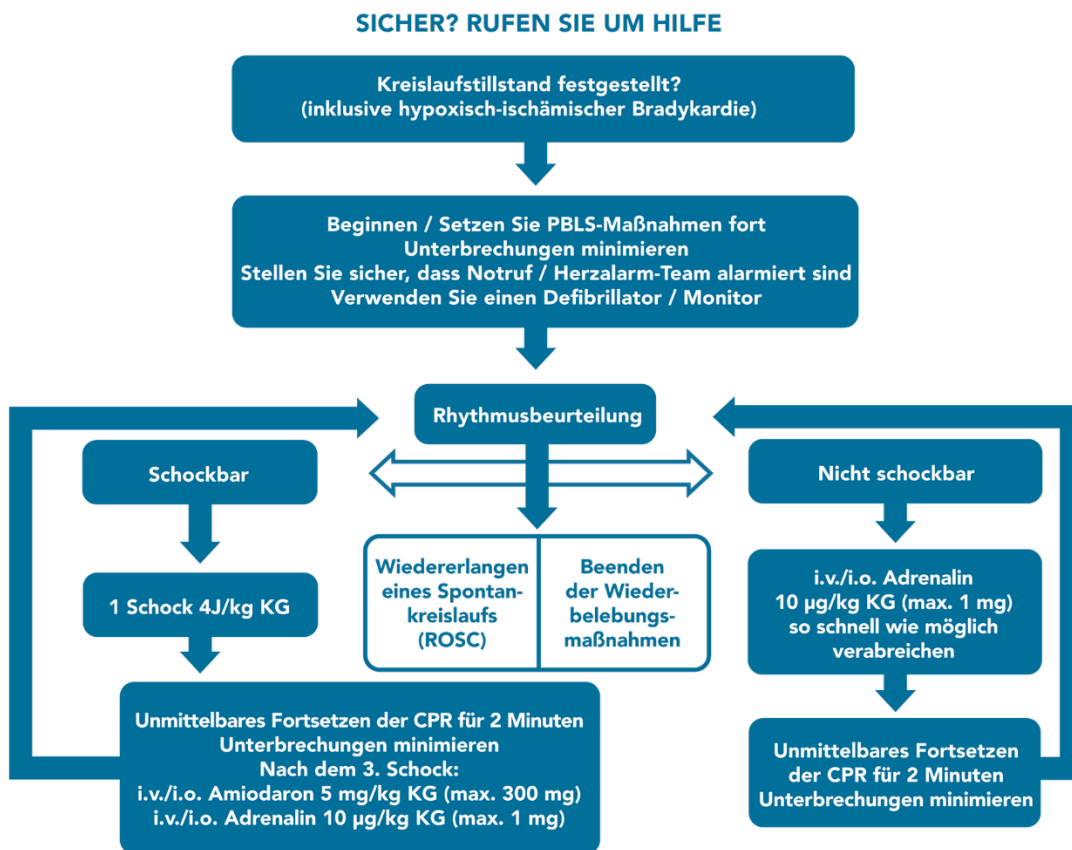 SICHER? RUFEN SIE UM HILFE
Kreislaufstillstand festgestellt?
(inklusive hypoxisch-ischämischer Bradykardie)
Beginnen / Setzen Sie PBLS-Maßnahmen fort
Unterbrechungen minimieren
Stellen Sie sicher, dass Notruf / Herzalarm-Team alarmiert sind
Verwenden Sie einen Defibrillator / Monitor
Rhythmusbeurteilung
Schockbar
1 Schock 4J/kg KG
Unmittelbares Fortsetzen der CPR für 2 Minuten
Unterbrechungen minimieren
Nach dem 3. Schock:
i.v./i.o. Amiodaron 5 mg/kg KG (max. 300 mg)
i.v./i.o. Adrenalin 10 µg/kg KG (max. 1 mg)
Wiedererlangen
eines Spontan-
kreislaufs
(ROSC)
Beenden
der Wieder-
belebungs-
maßnahmen
Nicht schockbar
i.v./i.o. Adrenalin
10 µg/kg KG (max. 1 mg)
so schnell wie möglich
verabreichen
Unmittelbares Fortsetzen
der CPR für 2 Minuten
Unterbrechungen minimieren